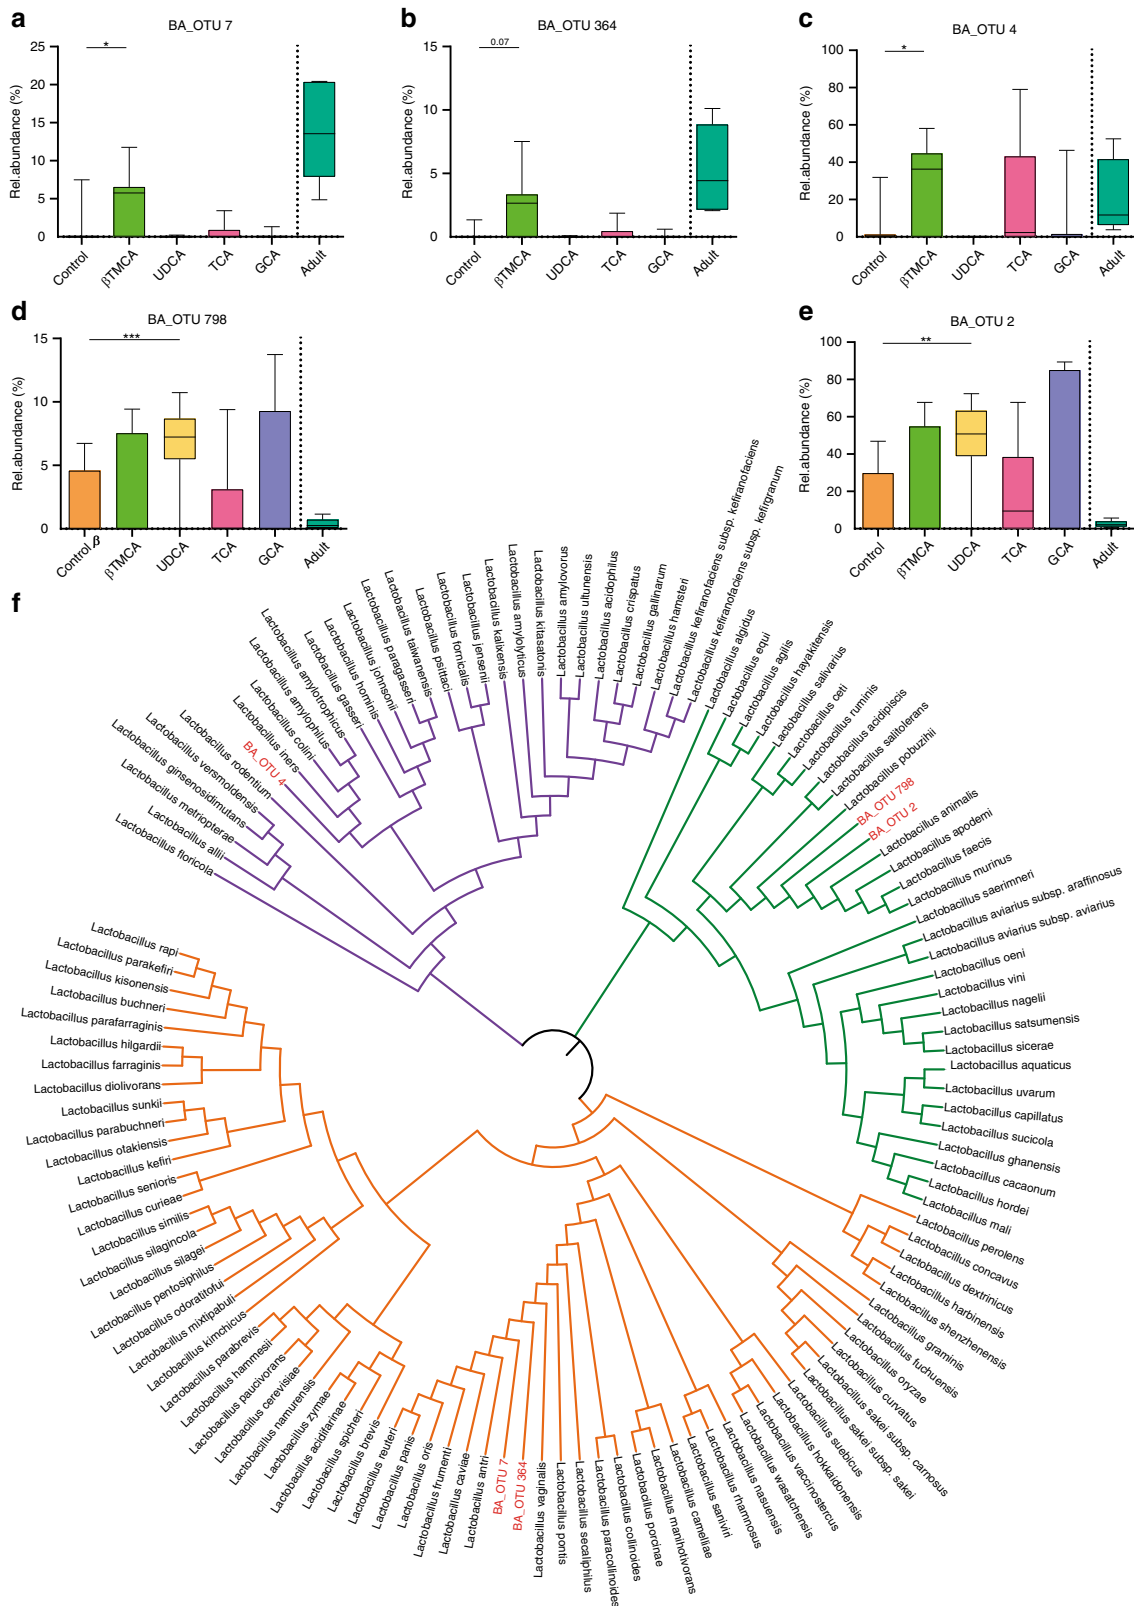 a
BA_OTU 7
Rel.abundance (%)
25
20
15
10
5
0
*
Control
βTMCA
UDCA
TCA
GCA
Adult
b
BA_OTU 364
Rel.abundance (%)
15
10
5
0
0.07
Control
βTMCA
UDCA
TCA
GCA
Adult
c
BA_OTU 4
Rel.abundance (%)
100
80
60
40
20
0
*
Control
βTMCA
UDCA
TCA
GCA
Adult
d
BA_OTU 798
Rel.abundance (%)
15
10
5
0
***
Control β
βTMCA
UDCA
TCA
GCA
Adult
e
BA_OTU 2
Rel.abundance (%)
100
80
60
40
20
0
**
Control
βTMCA
UDCA
TCA
GCA
Adult
f
Lactobacillus floricola
Lactobacillus allii
Lactobacillus metriopterae
Lactobacillus ginsenosidimutans
Lactobacillus versmoldensis
Lactobacillus rodentium
BA_OTU 4
Lactobacillus iners
Lactobacillus colini
Lactobacillus amylophilus
Lactobacillus amylotrophicus
Lactobacillus gasseri
Lactobacillus hominis
Lactobacillus johnsonii
Lactobacillus paragasseri
Lactobacillus taiwanensis
Lactobacillus psittaci
Lactobacillus fornicalis
Lactobacillus jensenii
Lactobacillus kalixensis
Lactobacillus amylolyticus
Lactobacillus kitasatonis
Lactobacillus amylovorus
Lactobacillus ultunensis
Lactobacillus acidophilus
Lactobacillus crispatus
Lactobacillus gallinarum
Lactobacillus hamsteri
Lactobacillus kefiranofaciens subsp. kefiranofaciens
Lactobacillus kefiranofaciens subsp. kefirgranum
Lactobacillus algidus
Lactobacillus equi
Lactobacillus agilis
Lactobacillus hayakitensis
Lactobacillus salivarius
Lactobacillus ceti
Lactobacillus ruminis
Lactobacillus acidipiscis
Lactobacillus salitolerans
Lactobacillus pobuzihii
BA_OTU 798
BA_OTU 2
Lactobacillus animalis
Lactobacillus apodemi
Lactobacillus faecis
Lactobacillus murinus
Lactobacillus saerimneri
Lactobacillus aviarius subsp. araffinosus
Lactobacillus aviarius subsp. aviarius
Lactobacillus oeni
Lactobacillus vini
Lactobacillus nagelii
Lactobacillus satsumensis
Lactobacillus sicerae
Lactobacillus aquaticus
Lactobacillus uvarum
Lactobacillus capillatus
Lactobacillus sucicola
Lactobacillus ghanensis
Lactobacillus cacaonum
Lactobacillus hordei
Lactobacillus mali
Lactobacillus perolens
Lactobacillus concavus
Lactobacillus dextrinicus
Lactobacillus harbinensis
Lactobacillus shenzhenensis
Lactobacillus graminis
Lactobacillus fuchuensis
Lactobacillus oryzae
Lactobacillus curvatus
Lactobacillus sakei subsp. carnosus
Lactobacillus sakei subsp. sakei
Lactobacillus suebicus
Lactobacillus hokkaidonensis
Lactobacillus vaccinostercus
Lactobacillus wasatchensis
Lactobacillus nasuensis
Lactobacillus rhamnosus
Lactobacillus saniviri
Lactobacillus camelliae
Lactobacillus manihotivorans
Lactobacillus porcinae
Lactobacillus collinoides
Lactobacillus paracollinoides
Lactobacillus secaliphilus
Lactobacillus pontis
Lactobacillus vaginalis
BA_OTU 364
BA_OTU 7
Lactobacillus antri
Lactobacillus caviae
Lactobacillus frumenti
Lactobacillus oris
Lactobacillus panis
Lactobacillus reuteri
Lactobacillus brevis
Lactobacillus spicheri
Lactobacillus acidifarinae
Lactobacillus zymae
Lactobacillus namurensis
Lactobacillus cerevisiae
Lactobacillus paucivorans
Lactobacillus hammesii
Lactobacillus parabrevis
Lactobacillus kimchicus
Lactobacillus mixtipabuli
Lactobacillus odoratitofui
Lactobacillus pentosiphilus
Lactobacillus silagei
Lactobacillus silagincola
Lactobacillus similis
Lactobacillus curieae
Lactobacillus senioris
Lactobacillus kefiri
Lactobacillus otakiensis
Lactobacillus parabuchneri
Lactobacillus sunkii
Lactobacillus diolivorans
Lactobacillus farraginis
Lactobacillus hilgardii
Lactobacillus parafarraginis
Lactobacillus buchneri
Lactobacillus kisonensis
Lactobacillus parakefiri
Lactobacillus rapi